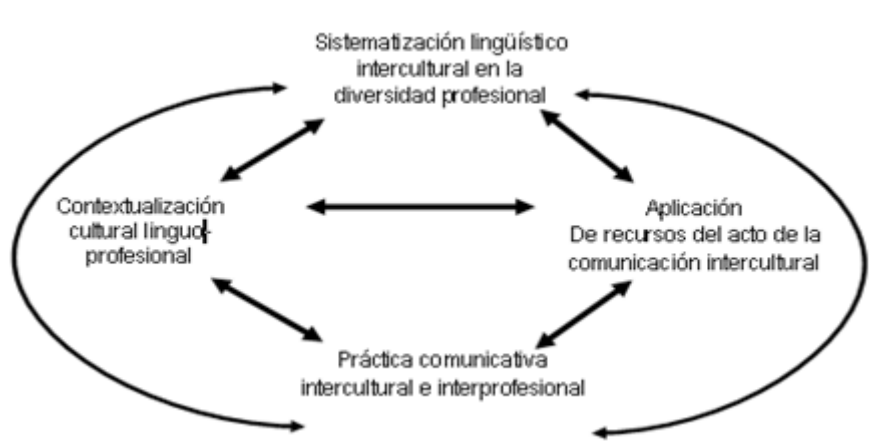 Sistematización lingüístico
intercultural en la
diversidad profesional
Contextualización
cultural linguo-
profesional
Aplicación
De recursos del acto de la
comunicación intercultural
Práctica comunicativa
intercultural e interprofesional